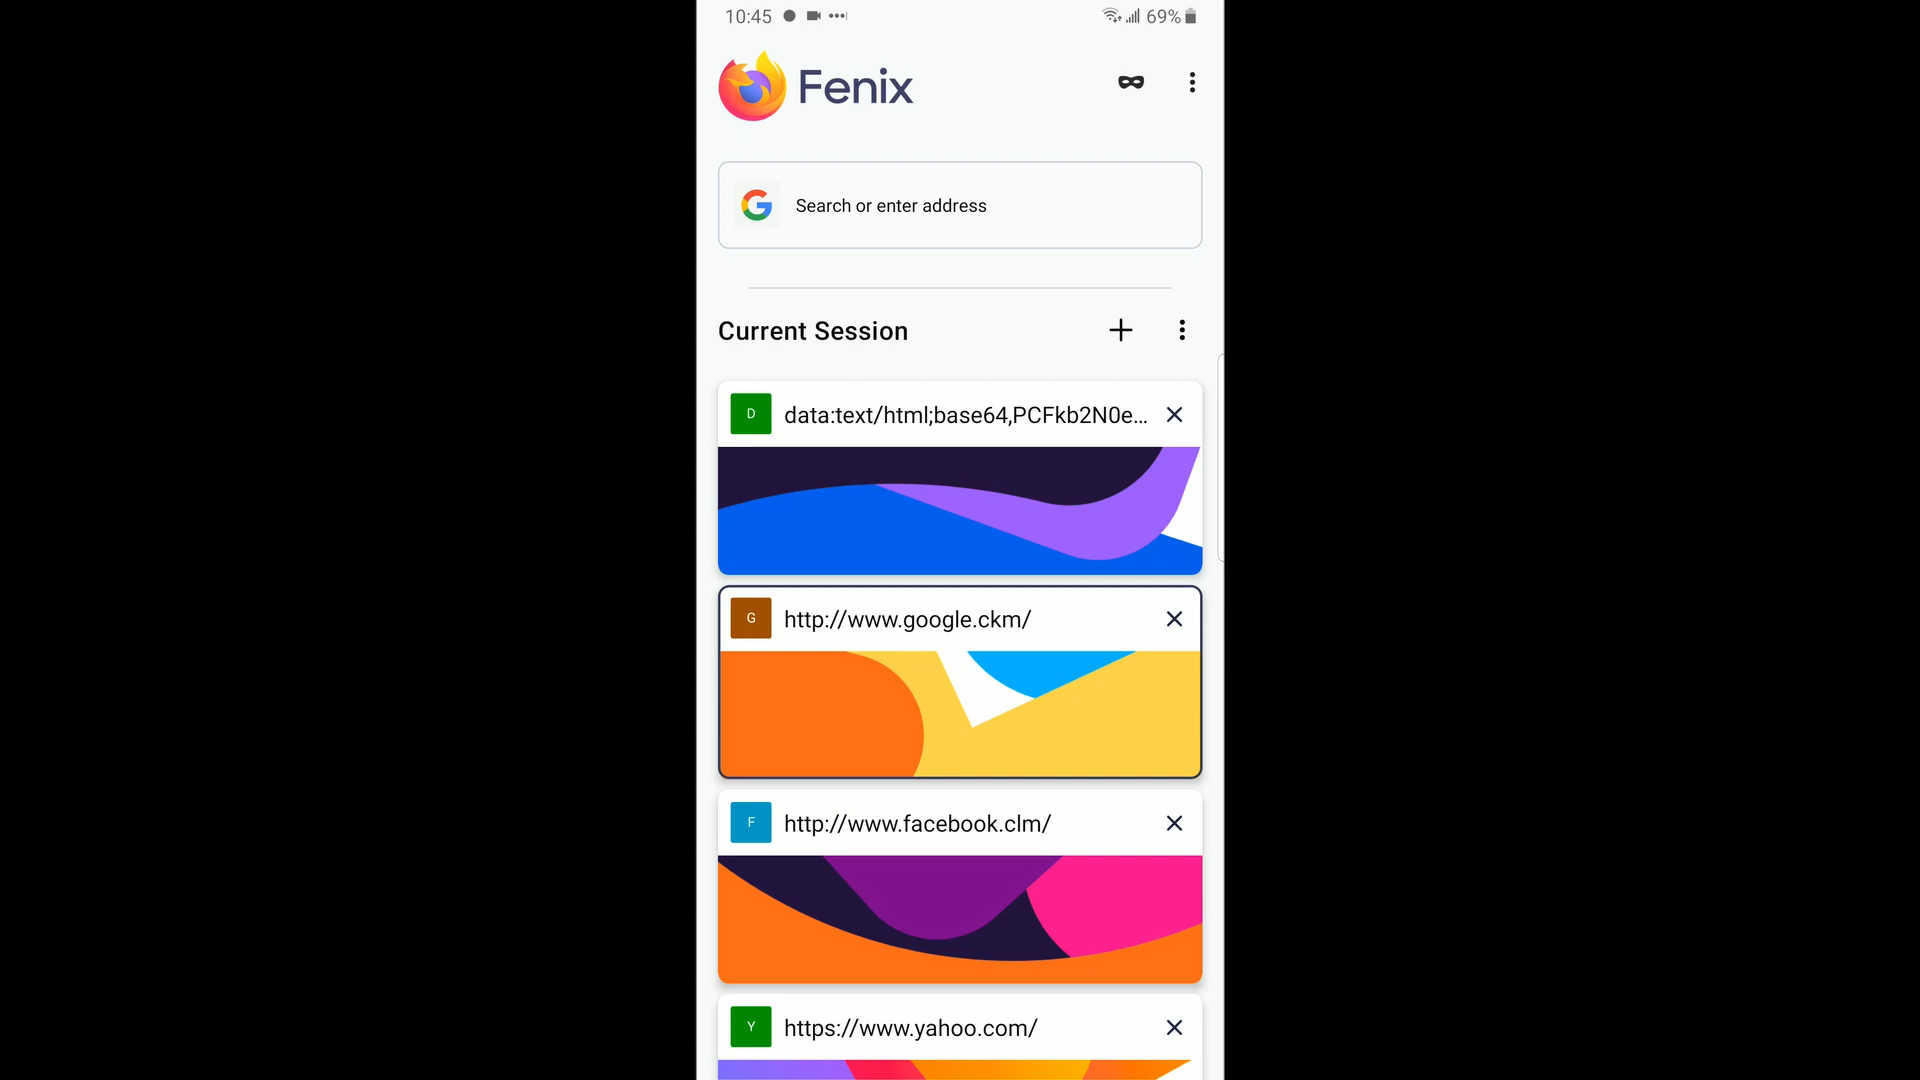 10:45 69%
Fenix
Search or enter address
Current Session
D data:text/html;base64,PCFkb2N0e...
G http://www.google.ckm/
F http://www.facebook.clm/
Y https://www.yahoo.com/